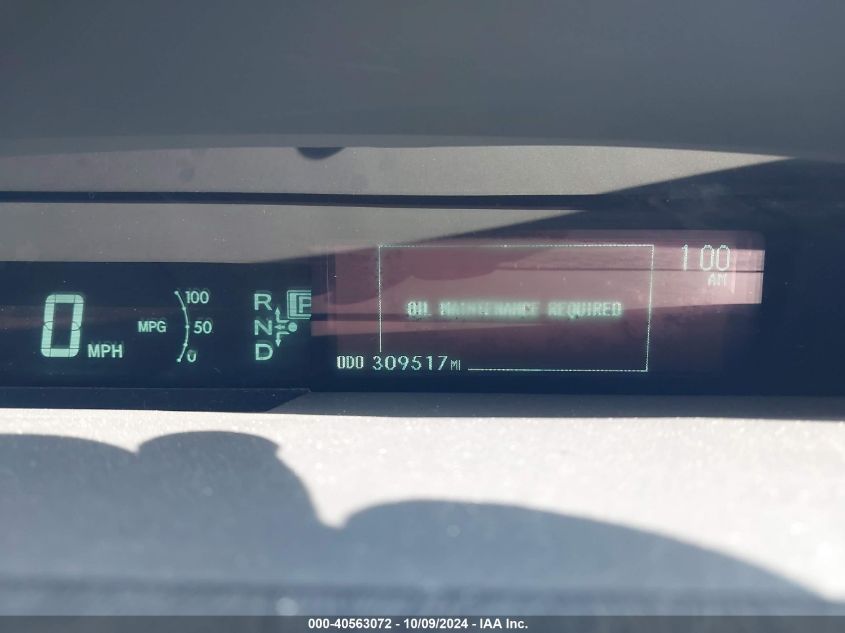 0 MPH
MPG
100
50
0
R
N
D
P
OIL MAINTENANCE REQUIRED
1:00
AM
ODO 309517 MI
000-40563072 - 10/09/2024 - IAA Inc.